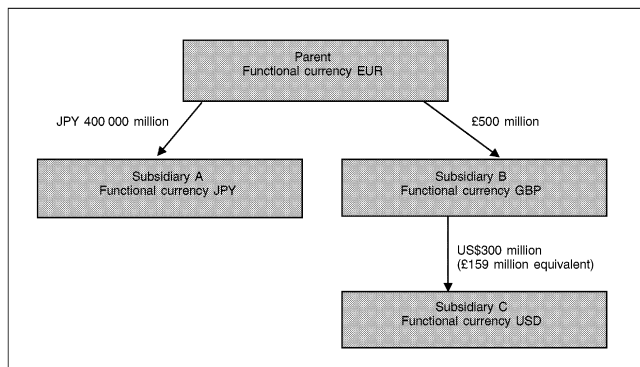 Parent
Functional currency EUR
JPY 400 000 million
£500 million
Subsidiary A
Functional currency JPY
Subsidiary B
Functional currency GBP
US$300 million
(£159 million equivalent)
Subsidiary C
Functional currency USD